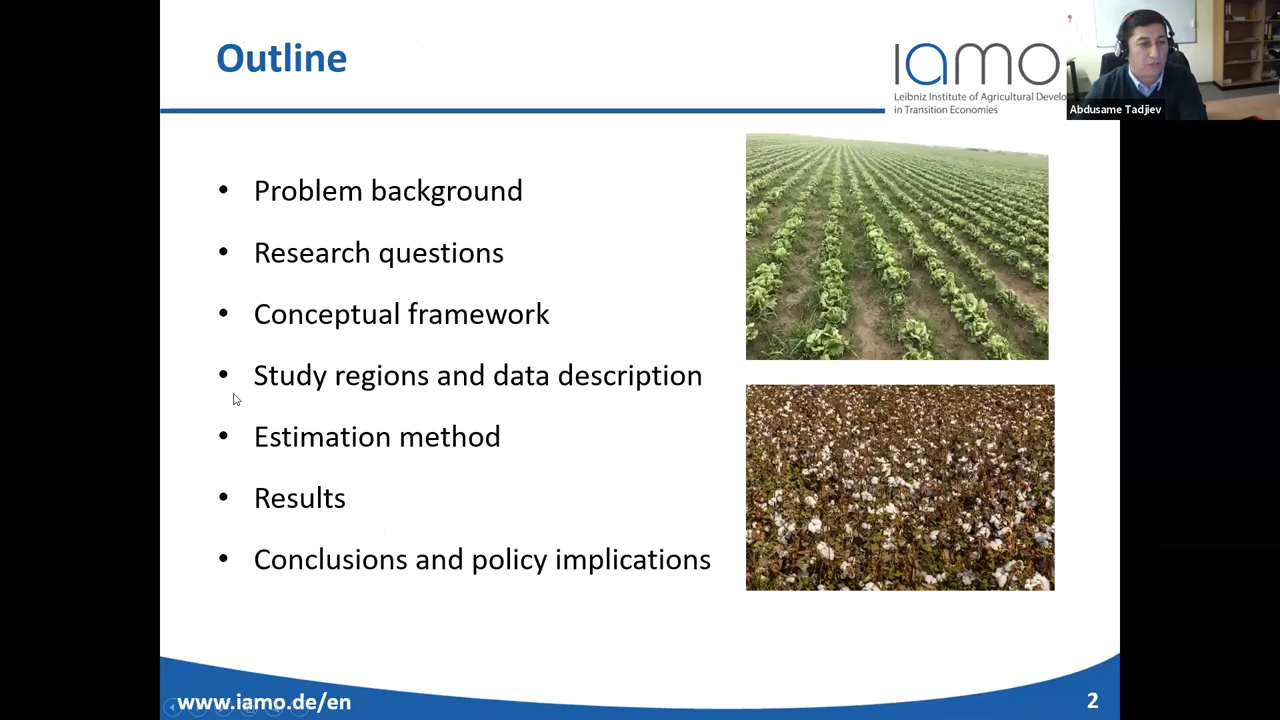 Outline
iamo
Leibniz Institute of Agricultural Develo
in Transition Economies
Abdusame Tadjiev
• Problem background
• Research questions
• Conceptual framework
• Study regions and data description
• Estimation method
• Results
• Conclusions and policy implications
www.iamo.de/en
2